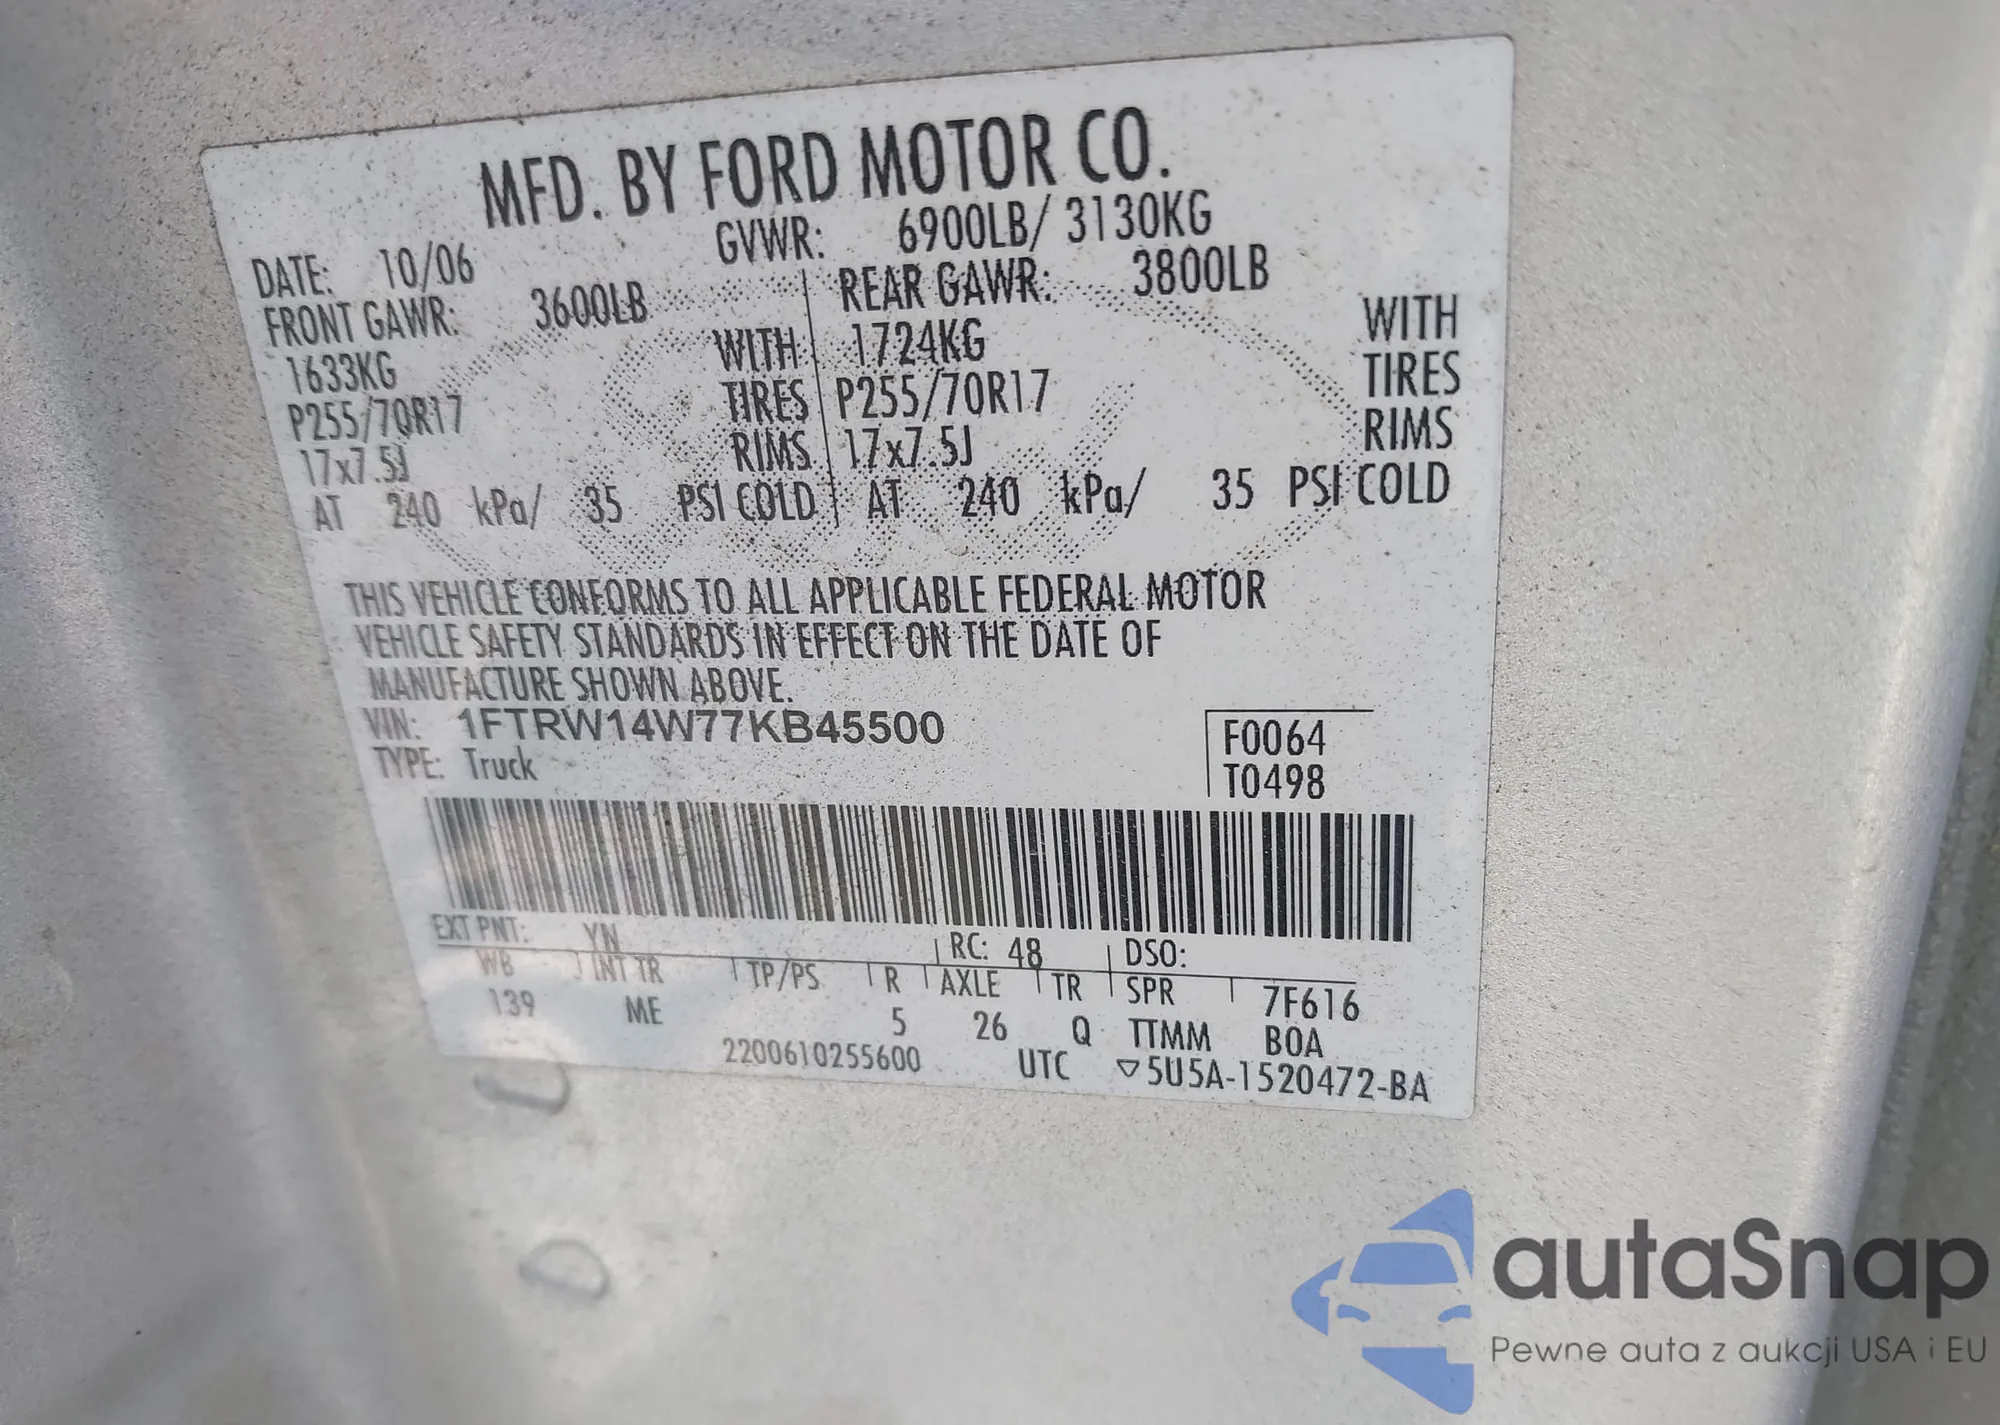 MFD. BY FORD MOTOR CO.
DATE: 10/06 GVWR: 6900LB/ 3130KG
FRONT GAWR: 3600LB REAR GAWR: 3800LB
1633KG WITH 1724KG WITH
P255/70R17 TIRES P255/70R17 TIRES
17x7.5J RIMS 17x7.5J RIMS
AT 240 kPa/ 35 PSI COLD AT 240 kPa/ 35 PSI COLD
THIS VEHICLE CONFORMS TO ALL APPLICABLE FEDERAL MOTOR
VEHICLE SAFETY STANDARDS IN EFFECT ON THE DATE OF
MANUFACTURE SHOWN ABOVE.
VIN: 1FTRW14W77KB45500 F0064
TYPE: Truck T0498
EXT PNT: YN RC: 48 DSO:
WB INT TR TP/PS R AXLE TR SPR 7F616
139 ME 5 26 Q TTMM BOA
2200610255600 UTC ▽5U5A-1520472-BA
autaSnap
Pewne auta z aukcji USA i EU